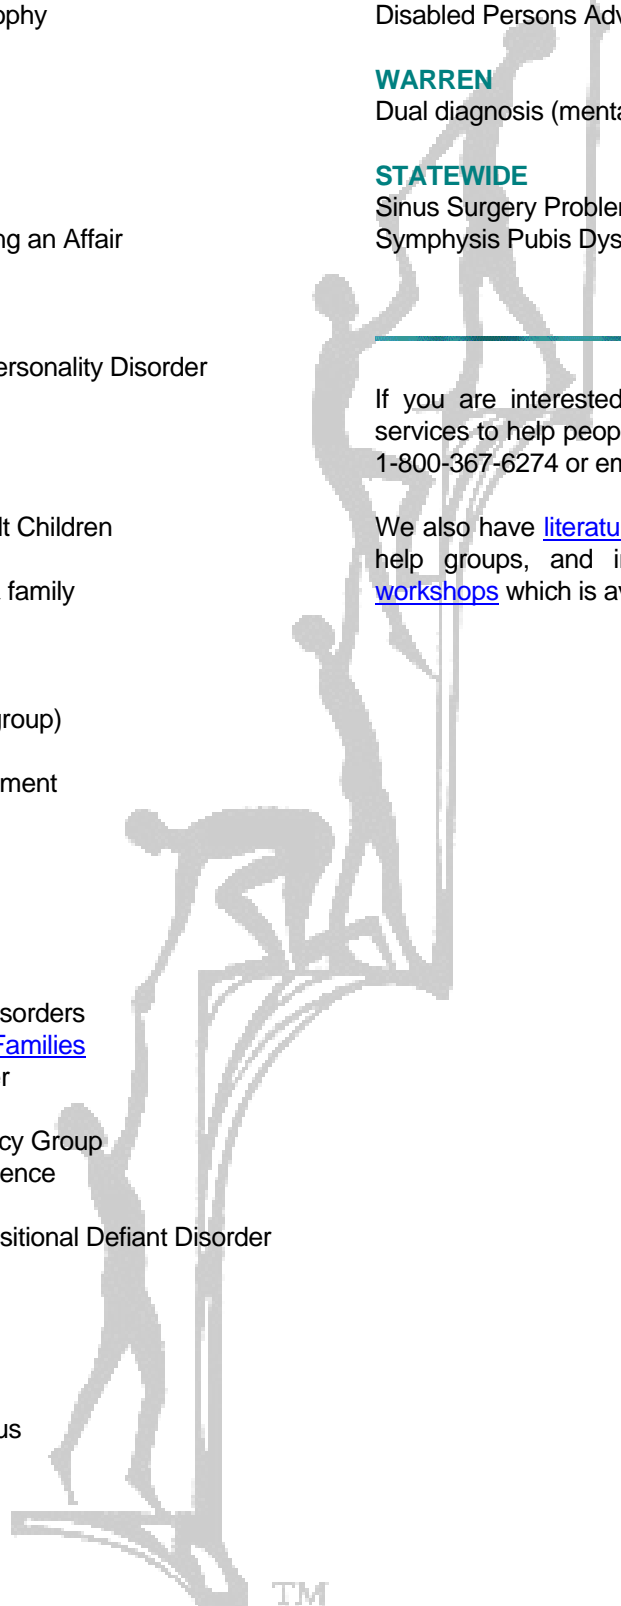 ophy
ng an Affair
ersonality Disorder
lt Children
family
group)
ment
isorders
Families
r
cy Group
ence
sitional Defiant Disorder
us
Disabled Persons Adv
WARREN
Dual diagnosis (menta
STATEWIDE
Sinus Surgery Problem
Symphysis Pubis Dys
If you are interested
services to help peop
1-800-367-6274 or em
We also have literatu
help groups, and i
workshops which is av
TM